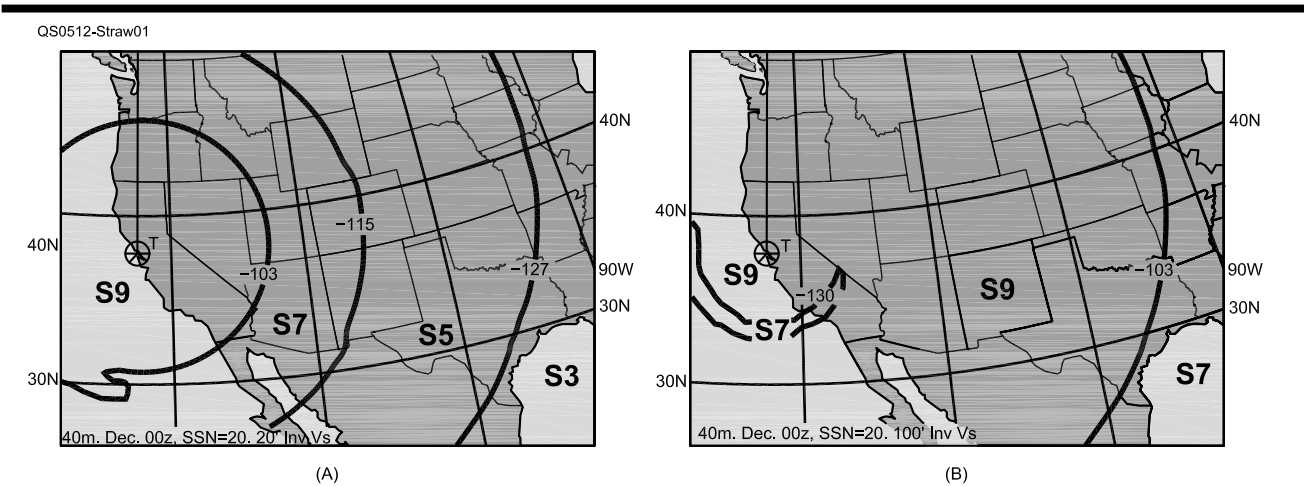 QS0512-Straw01
40N
-115
-103
T
40N
-127
90W
S9
30N
S7
S5
S3
30N
40m. Dec. 00z, SSN=20. 20' Inv Vs
(A)
40N
40N
T
-103
90W
S9
-130
S9
30N
S7
S7
30N
40m. Dec. 00z, SSN=20. 100' Inv Vs
(B)